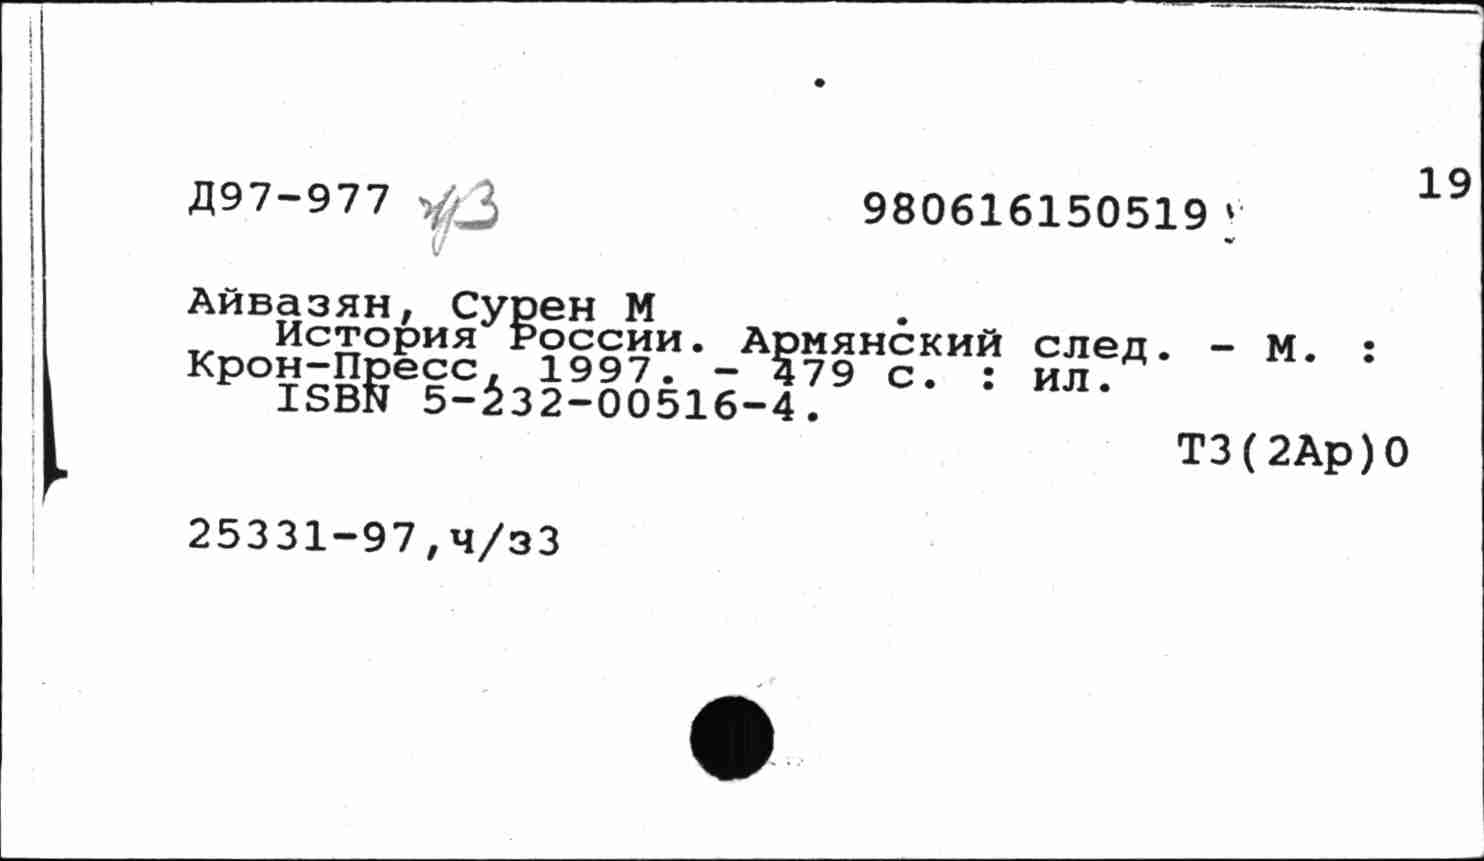 19
Д97-977 ч/3 980616150519
Айвазян, Сурен М .
История России. Армянский след. - М. :
Крон-Пресс, 1997. - 479 с. : ил.
ISBN 5-232-00516-4.
Т3(2Ар)0
25331-97,ч/з3